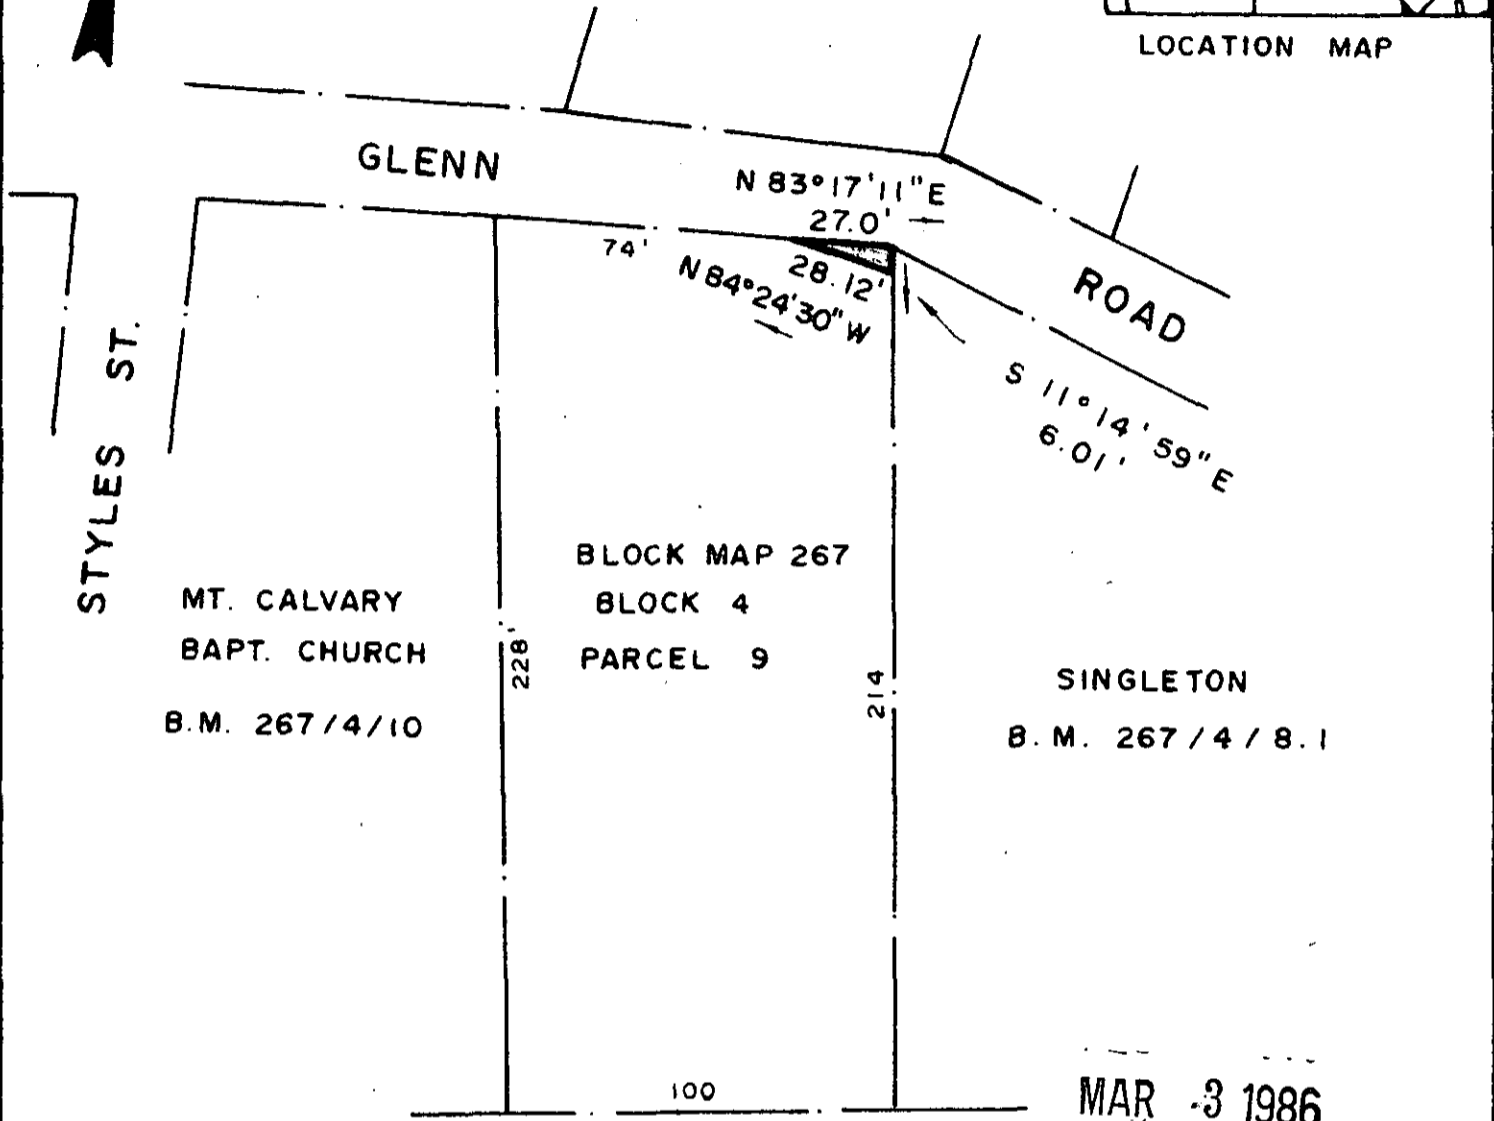 LOCATION MAP
GLENN
N 83°17'11"E
27.0'
74'
28.12'
N 84°24'30" W
ROAD
S 11°14'59"E
6.01'
STYLES ST.
BLOCK MAP 267
BLOCK 4
PARCEL 9
MT. CALVARY
BAPT. CHURCH
B.M. 267/4/10
228'
214
SINGLETON
B.M. 267/4/8.1
100
MAR -3 1986